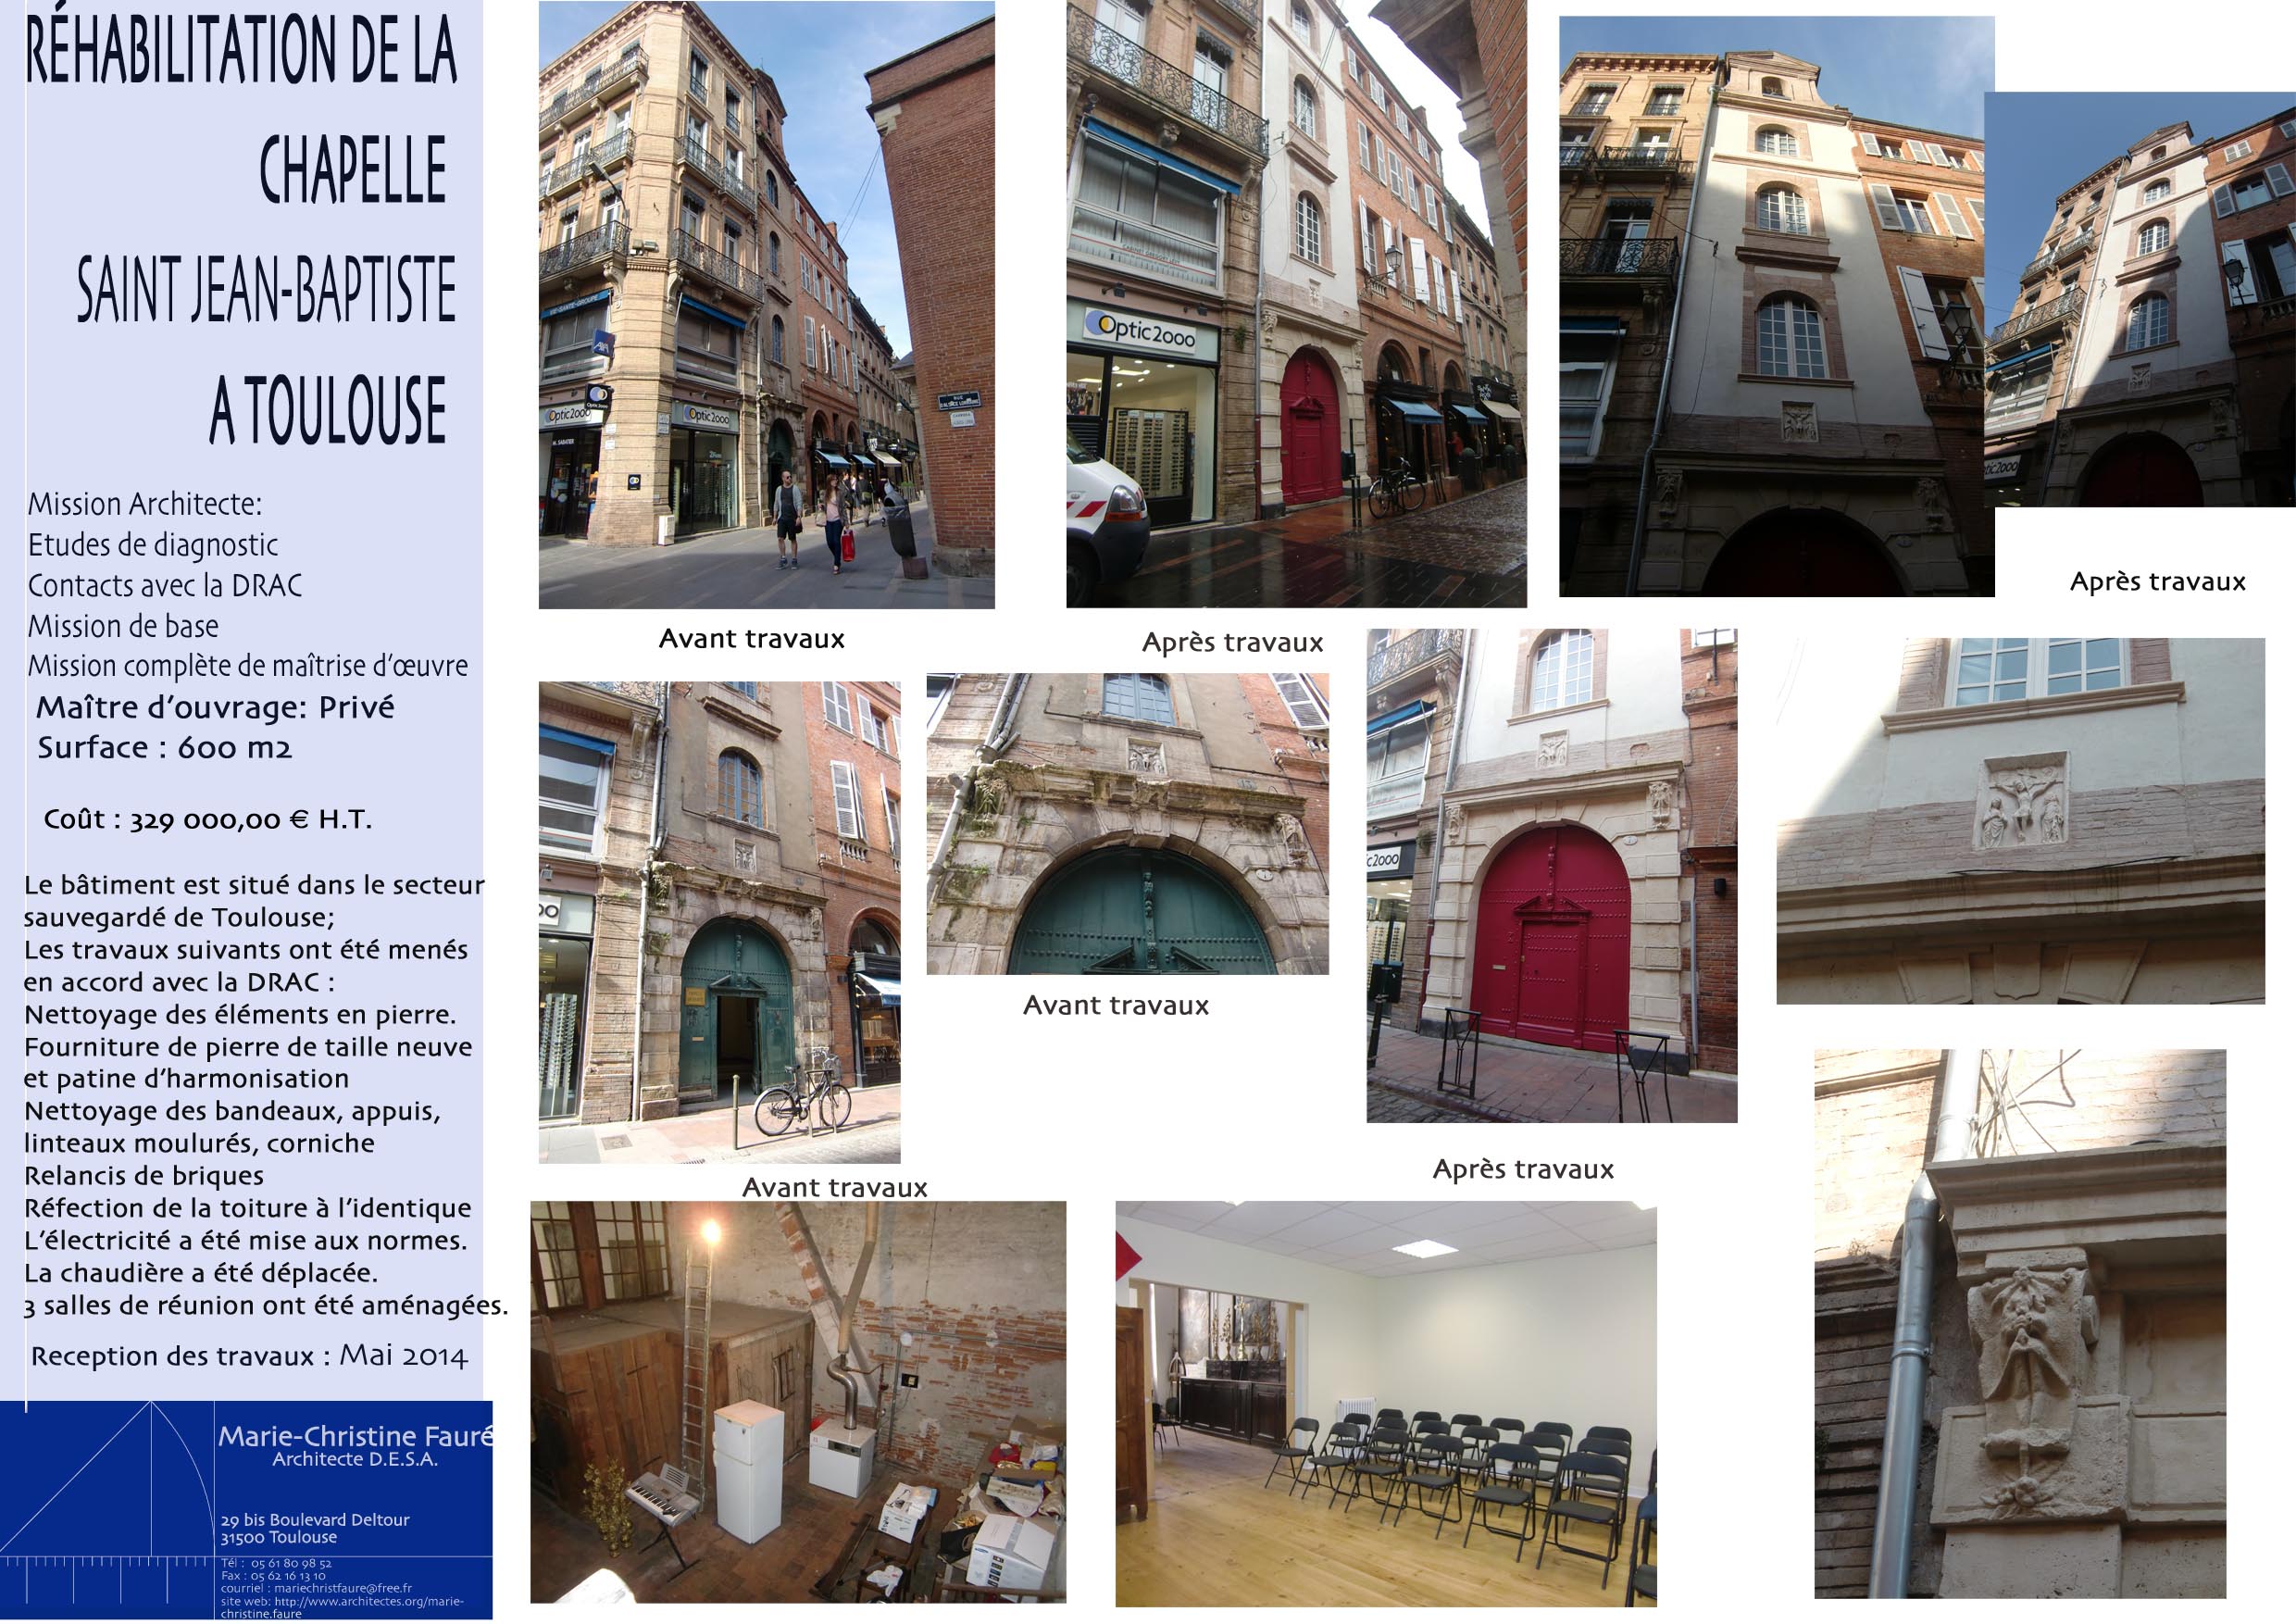 RÉHABILITATION DE LA
CHAPELLE
SAINT JEAN-BAPTISTE
A TOULOUSE
Mission Architecte:
Etudes de diagnostic
Contacts avec la DRAC
Mission de base
Mission complète de maîtrise d'œuvre
Maître d'ouvrage: Privé
Surface : 600 m2
Coût : 329 000,00 € H.T.
Le bâtiment est situé dans le secteur
sauvegardé de Toulouse;
Les travaux suivants ont été menés
en accord avec la DRAC :
Nettoyage des éléments en pierre.
Fourniture de pierre de taille neuve
et patine d'harmonisation
Nettoyage des bandeaux, appuis,
linteaux moulurés, corniche
Relancis de briques
Réfection de la toiture à l'identique
L'électricité a été mise aux normes.
La chaudière a été déplacée.
3 salles de réunion ont été aménagées.
Reception des travaux : Mai 2014
Marie-Christine Fauré
Architecte D.E.S.A.
29 bis Boulevard Deltour
31500 Toulouse
Tél : 05 61 80 98 52
Fax : 05 62 16 13 10
courriel : mariechristfaure@free.fr
site web: http://www.architectes.org/marie-
christine.faure
AXA
Optic2000
Optic2000
RUE
Avant travaux
Optic2000
Après travaux
tic2000
Après travaux
Avant travaux
Avant travaux
c2000
Après travaux